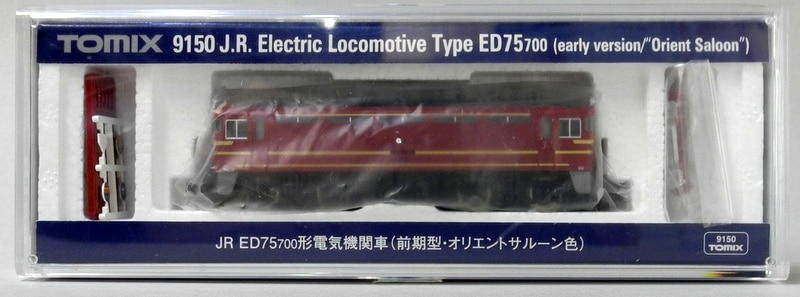 TOMIX 9150 J.R. Electric Locomotive Type ED75700 (early version/"Orient Saloon")
JR ED75700形電気機関車(前期型・オリエントサルーン色)
9150
TOMIX